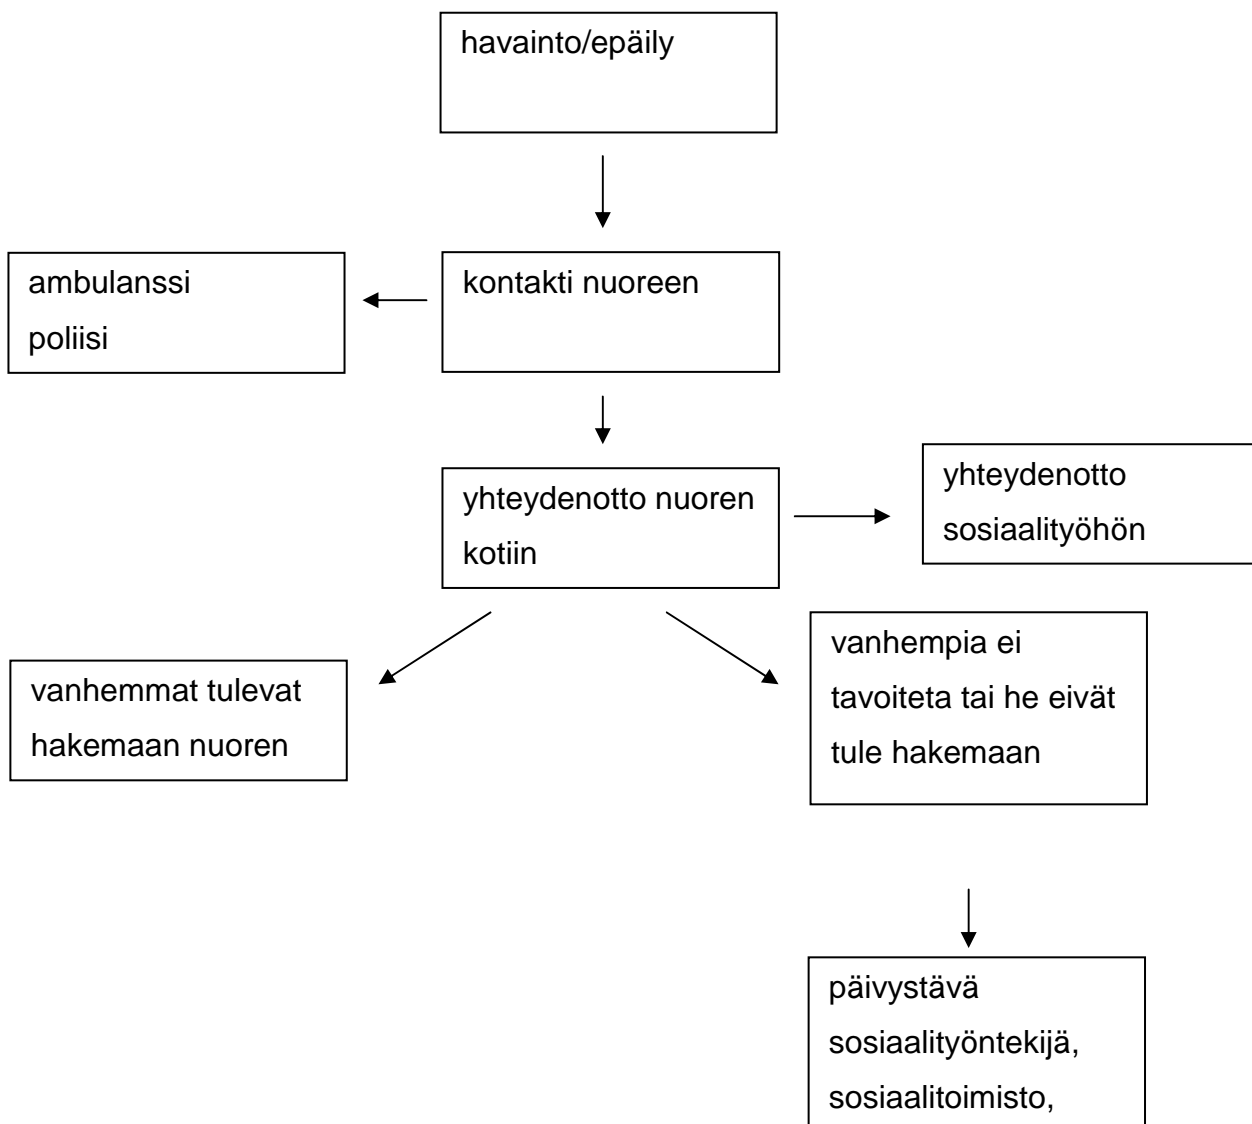 havainto/epäily
ambulanssi
poliisi
kontakti nuoreen
yhteydenotto nuoren
kotiin
yhteydenotto
sosiaalityöhön
vanhemmat tulevat
hakemaan nuoren
vanhempia ei
tavoiteta tai he eivät
tule hakemaan
päivystävä
sosiaalityöntekijä,
sosiaalitoimisto,